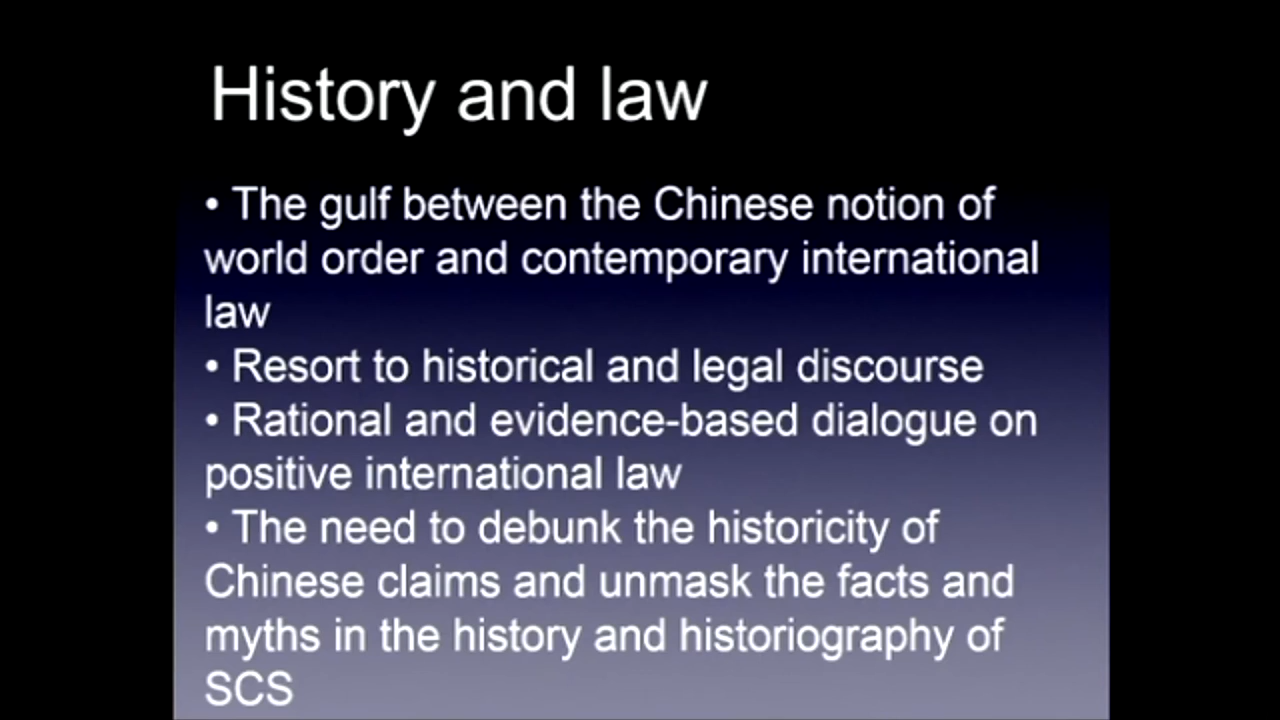 History and law
• The gulf between the Chinese notion of
world order and contemporary international
law
• Resort to historical and legal discourse
• Rational and evidence-based dialogue on
positive international law
• The need to debunk the historicity of
Chinese claims and unmask the facts and
myths in the history and historiography of
SCS